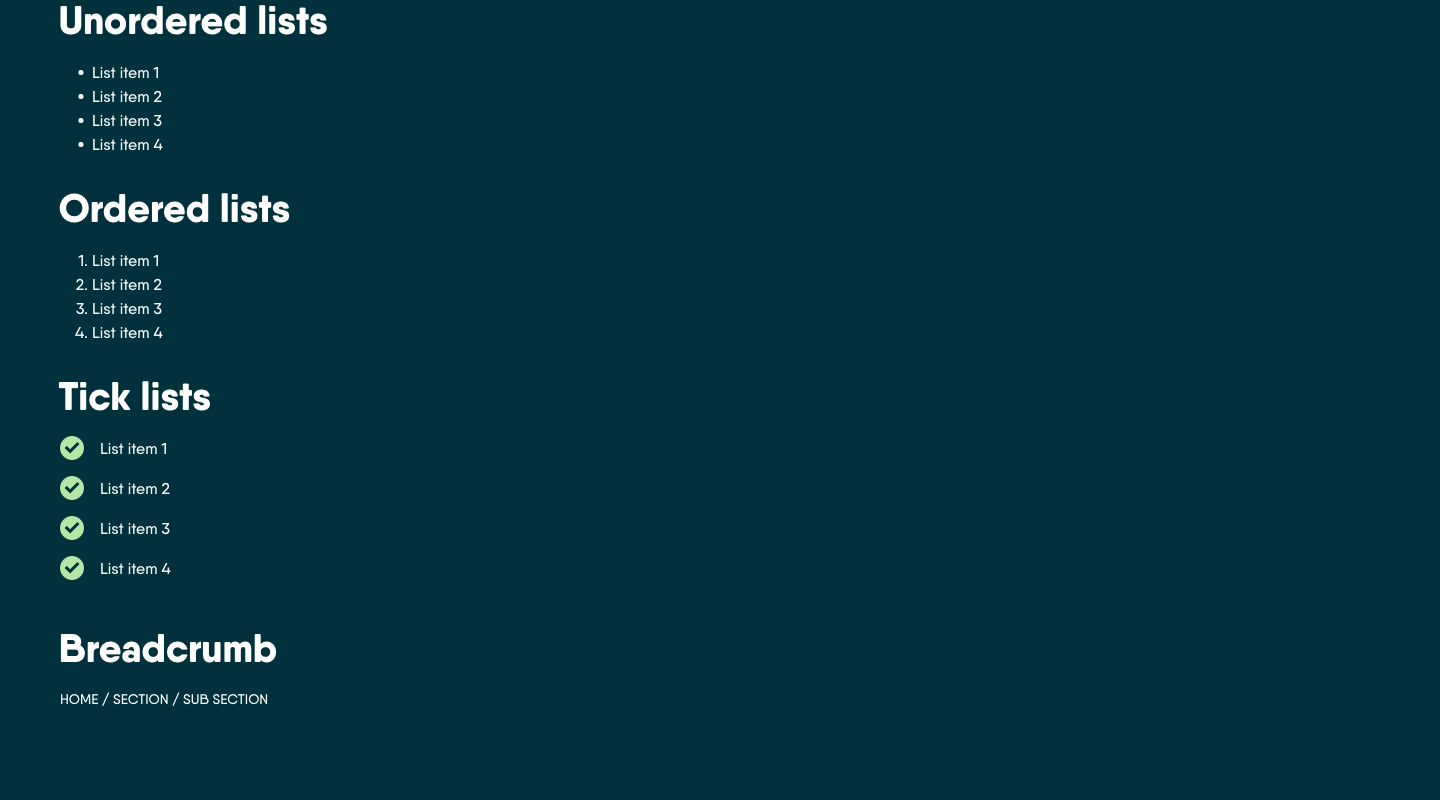 Unordered lists
• List item 1
• List item 2
• List item 3
• List item 4
Ordered lists
1. List item 1
2. List item 2
3. List item 3
4. List item 4
Tick lists
List item 1
List item 2
List item 3
List item 4
Breadcrumb
HOME / SECTION / SUB SECTION